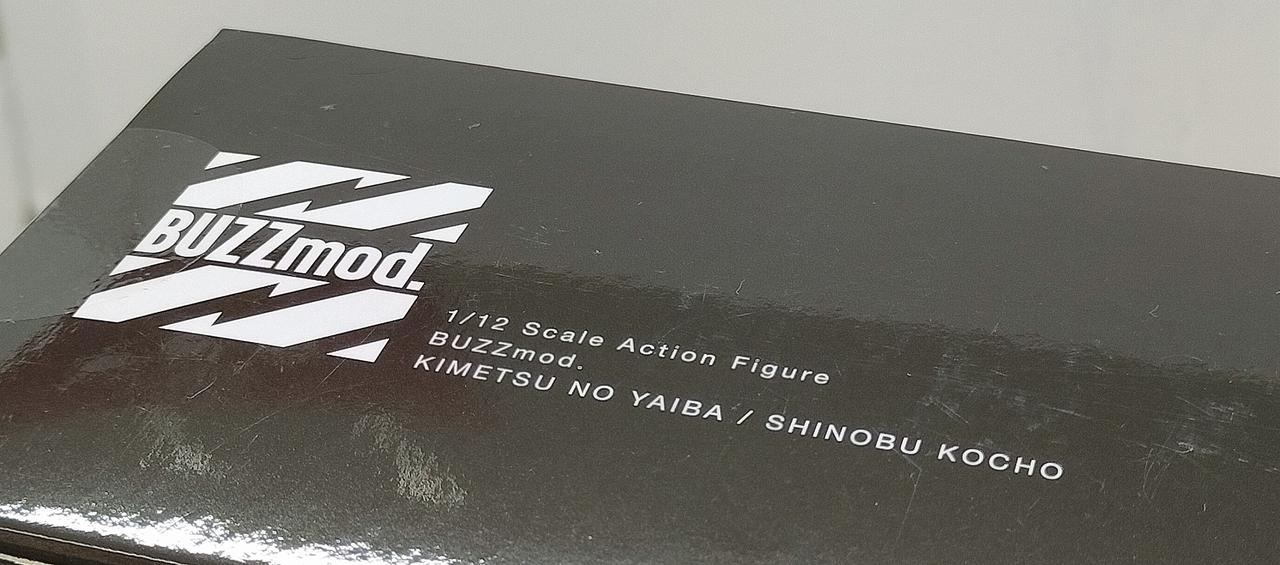 BUZZmod.
1/12 Scale Action Figure
BUZZmod.
KIMETSU NO YAIBA / SHINOBU KOCHO